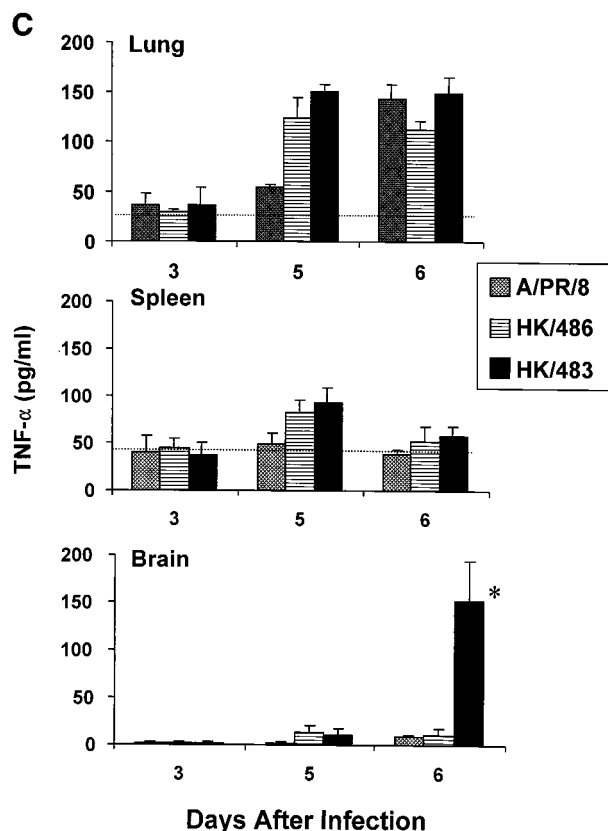 C
Lung
200
150
100
50
0
3 5 6
Spleen
200
150
100
50
0
3 5 6
Brain
200
150
100
50
0
*
3 5 6
TNF-α (pg/ml)
Days After Infection
A/PR/8
HK/486
HK/483